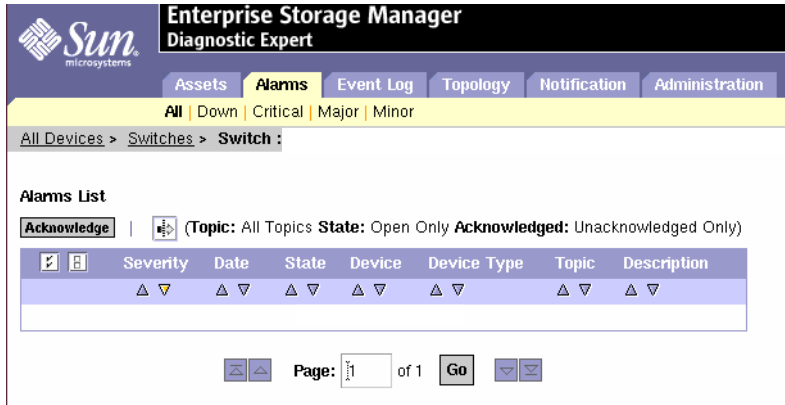 Enterprise Storage Manager
Diagnostic Expert
Sun
microsystems
Assets Alarms Event Log Topology Notification Administration
All | Down | Critical | Major | Minor
All Devices > Switches > Switch :
Alarms List
Acknowledge | (Topic: All Topics State: Open Only Acknowledged: Unacknowledged Only)
Severity Date State Device Device Type Topic Description
Page: 1 of 1 Go